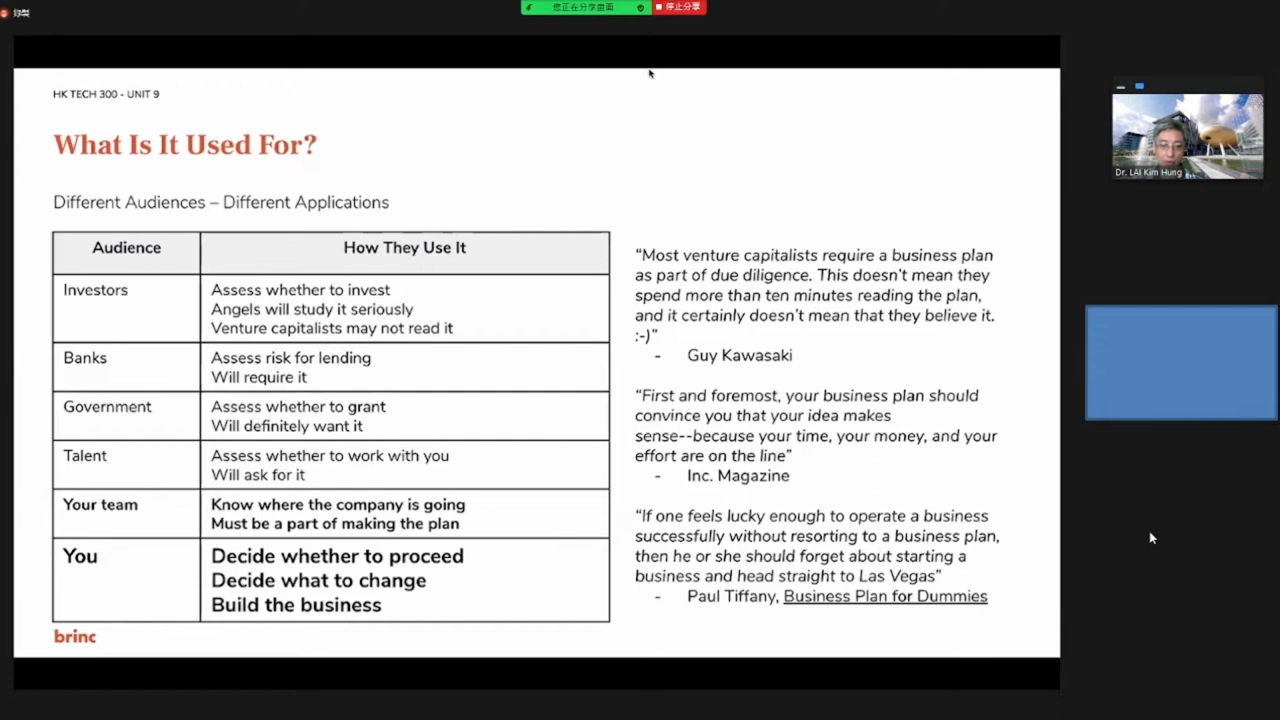 您正在分享画面
停止分享
HK TECH 300 - UNIT 9
What Is It Used For?
Different Audiences – Different Applications
Audience
How They Use It
Investors
Assess whether to invest
Angels will study it seriously
Venture capitalists may not read it
Banks
Assess risk for lending
Will require it
Government
Assess whether to grant
Will definitely want it
Talent
Assess whether to work with you
Will ask for it
Your team
Know where the company is going
Must be a part of making the plan
You
Decide whether to proceed
Decide what to change
Build the business
“Most venture capitalists require a business plan
as part of due diligence. This doesn’t mean they
spend more than ten minutes reading the plan,
and it certainly doesn’t mean that they believe it.
:-)”
- Guy Kawasaki
“First and foremost, your business plan should
convince you that your idea makes
sense--because your time, your money, and your
effort are on the line”
- Inc. Magazine
“If one feels lucky enough to operate a business
successfully without resorting to a business plan,
then he or she should forget about starting a
business and head straight to Las Vegas”
- Paul Tiffany, Business Plan for Dummies
brinc
Dr. LAI Kim Hung